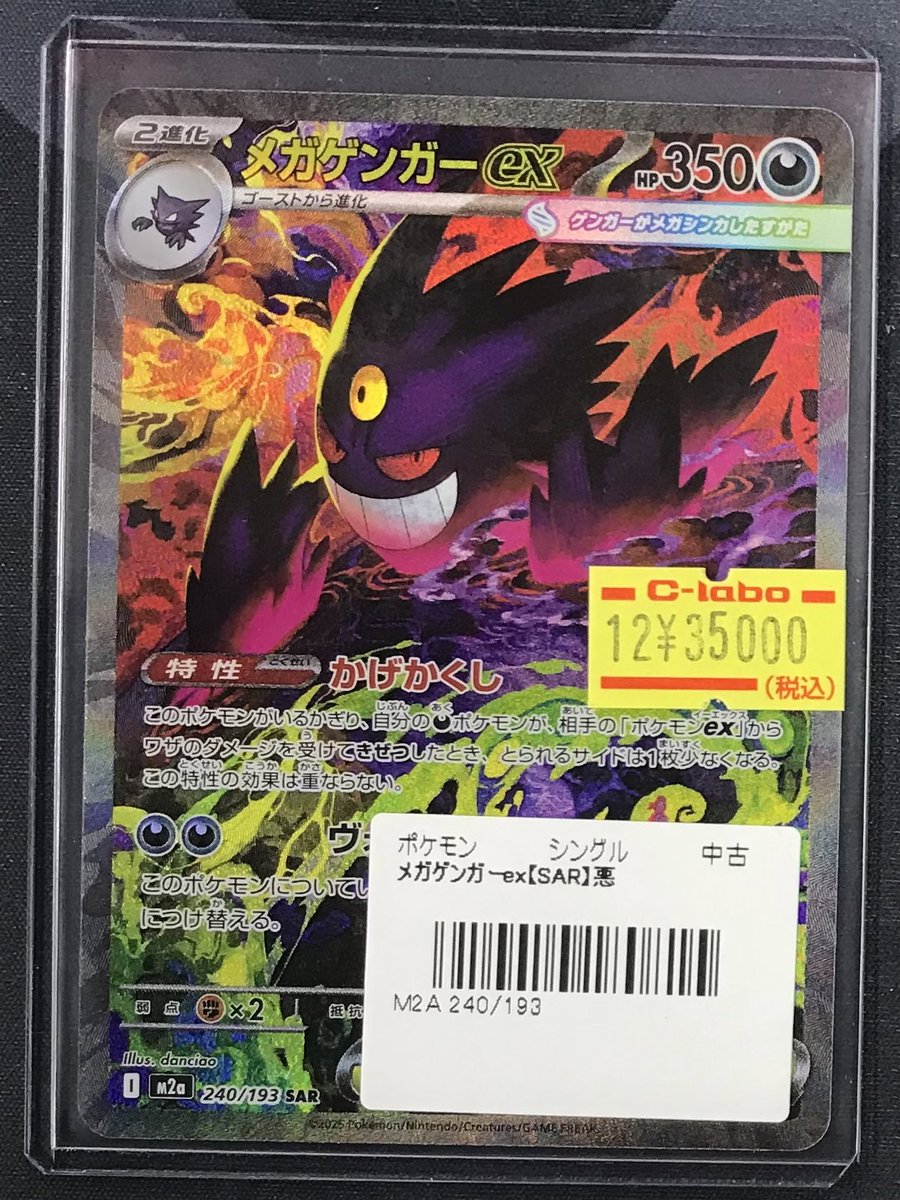 2進化
メガゲンガーex
HP350
ゴーストから進化
ゲンガーがメガシンカしたすがた
C-labo
12¥35000
(税込)
特性 とくせい かげかくし
このポケモンがいるかぎり、自分のポケモンが、相手の「ポケモンex」から
ワザのダメージを受けてきぜつしたとき、とられるサイドは1枚少なくなる。
この特性の効果は重ならない。
ヴ
このポケモンについてい
につけ替える。
ポケモン シングル 中古
メガゲンガーex【SAR】悪
M2A 240/193
弱点 ×2 抵抗
Illus. danciao
I M2a 240/193 SAR
©2025 Pokémon/Nintendo/Creatures/GAME FREAK